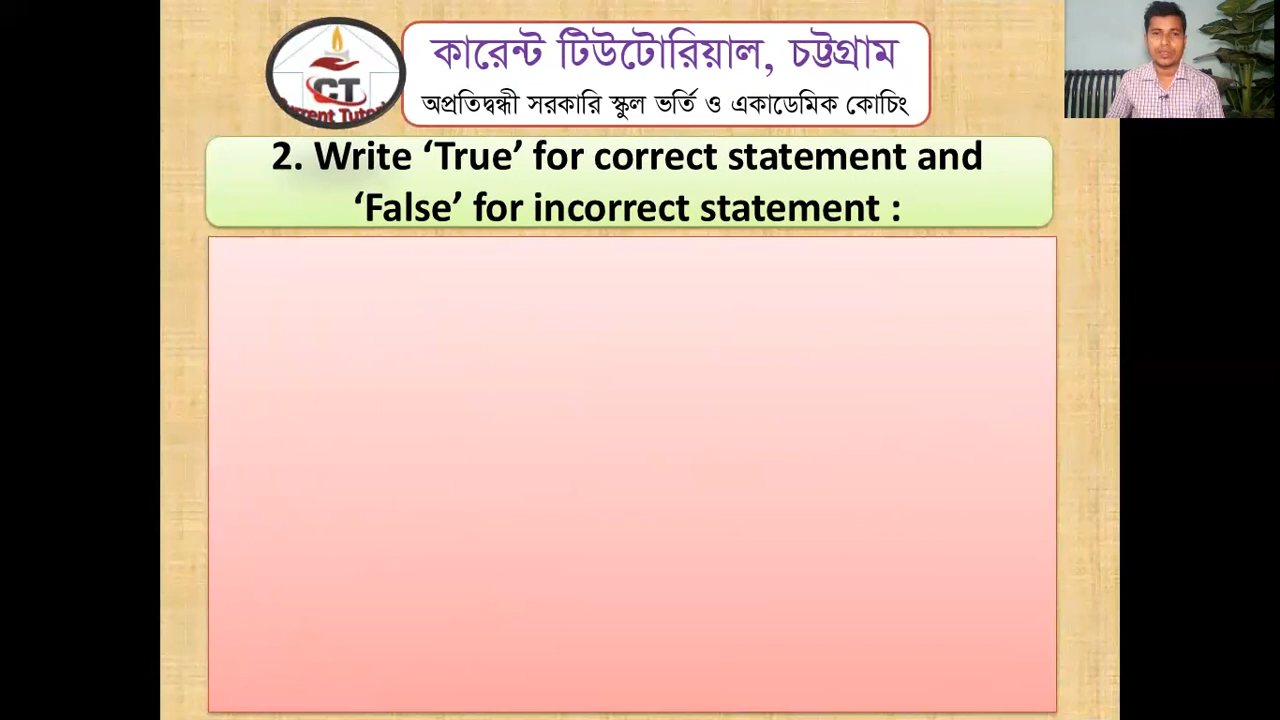 কারেন্ট টিউটোরিয়াল, চট্টগ্রাম
অপ্রতিদ্বন্ধী সরকারি স্কুল ভর্তি ও একাডেমিক কোচিং
CT
2. Write ‘True’ for correct statement and
‘False’ for incorrect statement :